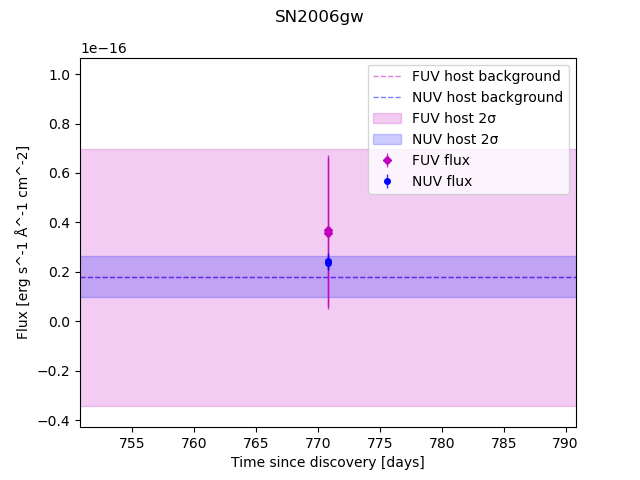 SN2006gw
1e−16
1.0
0.8
0.6
0.4
0.2
0.0
−0.2
−0.4
Flux [erg s^-1 Å^-1 cm^-2]
FUV host background
NUV host background
FUV host 2σ
NUV host 2σ
FUV flux
NUV flux
755 760 765 770 775 780 785 790
Time since discovery [days]